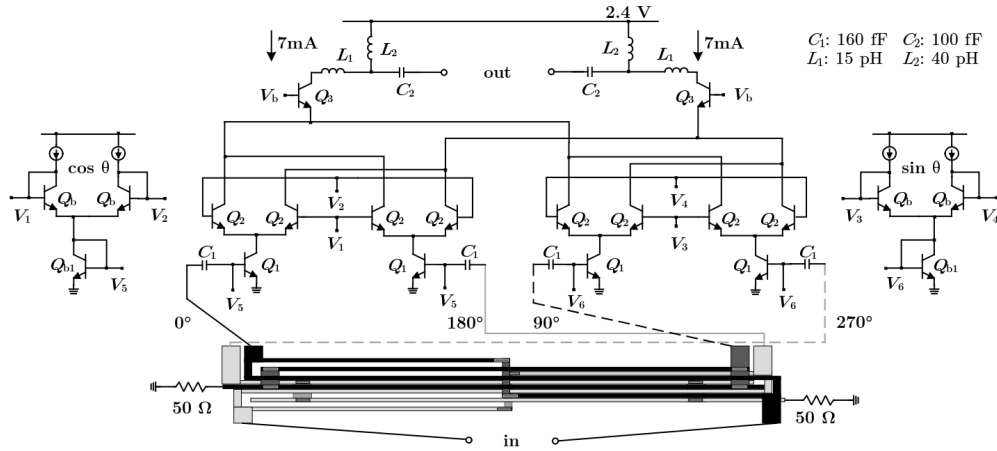 2.4 V
7mA
7mA
C1: 160 fF C2: 100 fF
L1: 15 pH L2: 40 pH
L1
L2
L2
L1
C2
out
C2
Vb
Q3
Q3
Vb
cos θ
sin θ
V1
Qb
Qb
V2
V2
V4
V3
Qb
Qb
V4
Q2
Q2
Q2
Q2
Q2
Q2
Q2
Q2
V1
V3
Qb1
V5
C1
Q1
Q1
C1
C1
Q1
Q1
C1
V6
Qb1
V5
V5
V6
V6
0°
180°
90°
270°
50 Ω
50 Ω
in